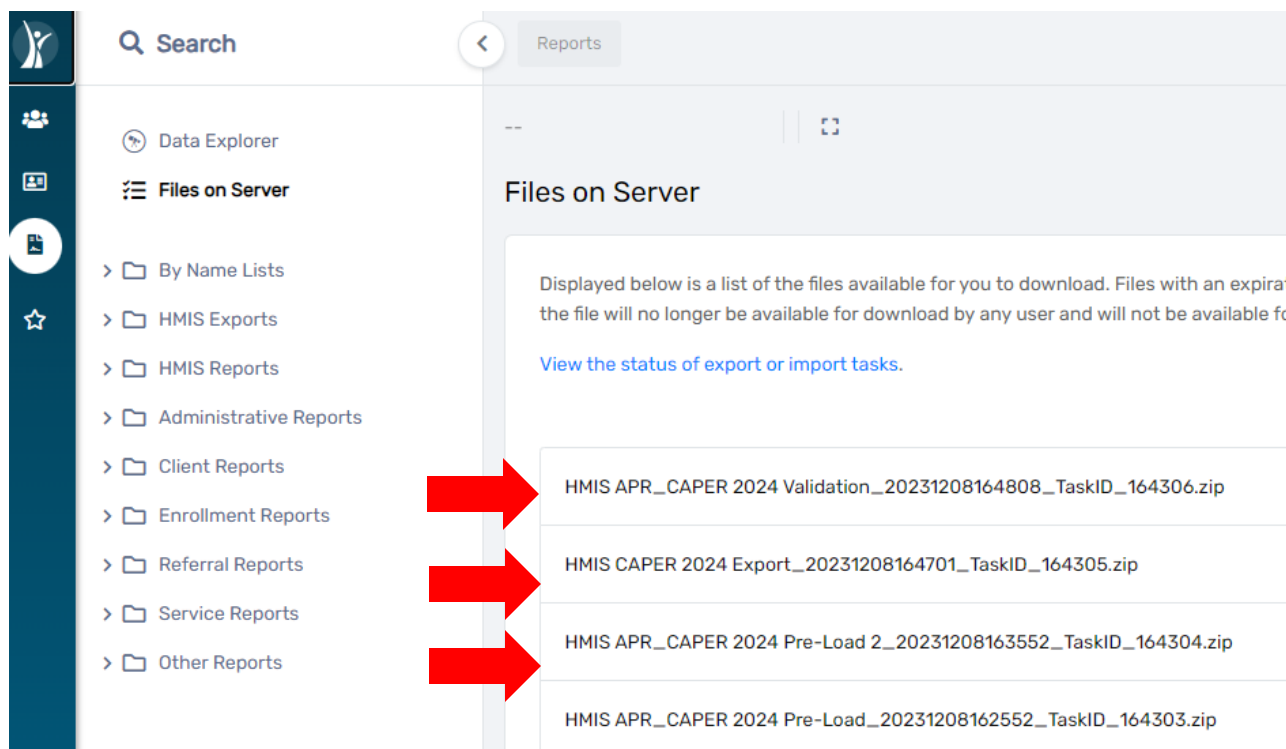 Search
Reports
Data Explorer
--
Files on Server
Files on Server
By Name Lists
HMIS Exports
HMIS Reports
Administrative Reports
Client Reports
Enrollment Reports
Referral Reports
Service Reports
Other Reports
Displayed below is a list of the files available for you to download. Files with an
the file will no longer be available for download by any user and will not be available
View the status of export or import tasks.
HMIS APR_CAPER 2024 Validation_20231208164808_TaskID_164306.zip
HMIS CAPER 2024 Export_20231208164701_TaskID_164305.zip
HMIS APR_CAPER 2024 Pre-Load 2_20231208163552_TaskID_164304.zip
HMIS APR_CAPER 2024 Pre-Load_20231208162552_TaskID_164303.zip